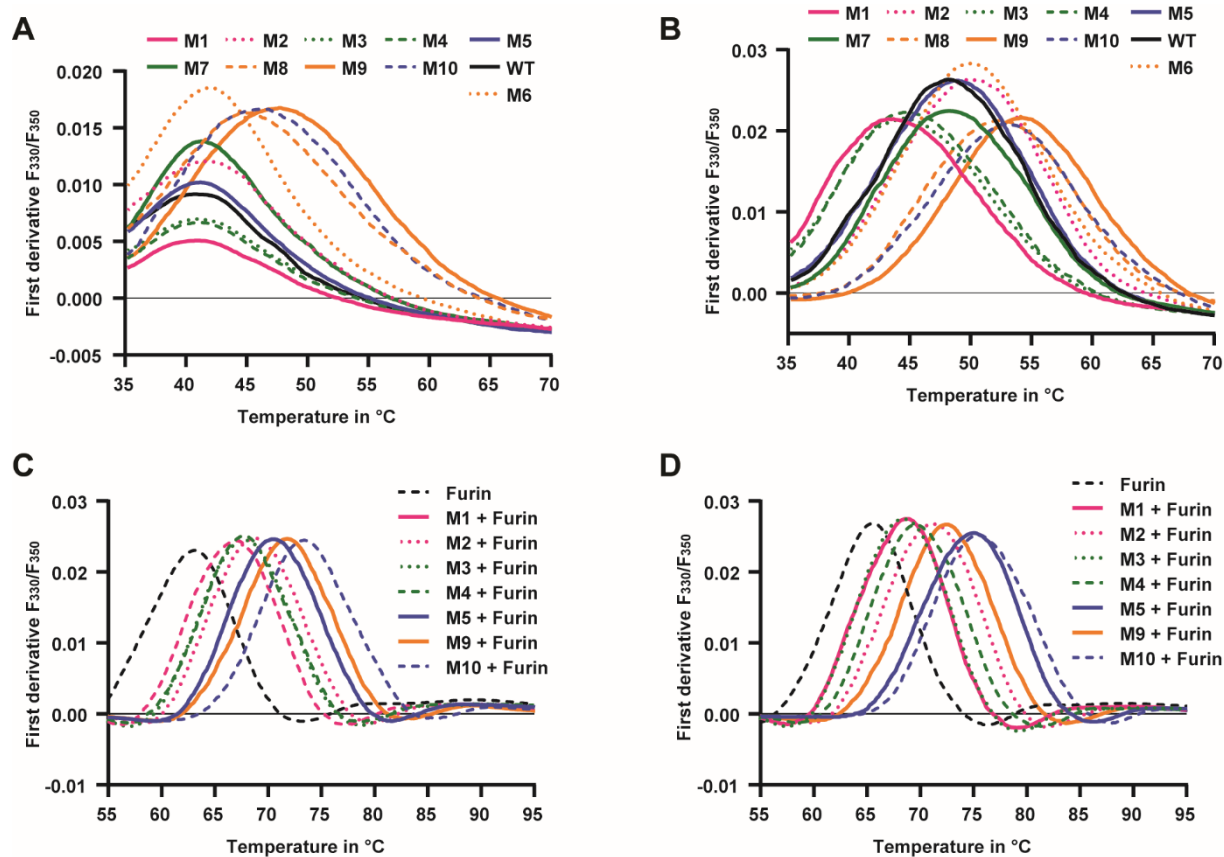 A
M1 M2 M3 M4 M5
M7 M8 M9 M10 WT
M6
First derivative F330/F350
0.020
0.015
0.010
0.005
0.000
-0.005
35 40 45 50 55 60 65 70
Temperature in °C
B
M1 M2 M3 M4 M5
M7 M8 M9 M10 WT
M6
First derivative F330/F350
0.03
0.02
0.01
0.00
35 40 45 50 55 60 65 70
Temperature in °C
C
Furin
M1 + Furin
M2 + Furin
M3 + Furin
M4 + Furin
M5 + Furin
M9 + Furin
M10 + Furin
First derivative F330/F350
0.03
0.02
0.01
0.00
-0.01
55 60 65 70 75 80 85 90 95
Temperature in °C
D
Furin
M1 + Furin
M2 + Furin
M3 + Furin
M4 + Furin
M5 + Furin
M9 + Furin
M10 + Furin
First derivative F330/F350
0.03
0.02
0.01
0.00
-0.01
55 60 65 70 75 80 85 90 95
Temperature in °C